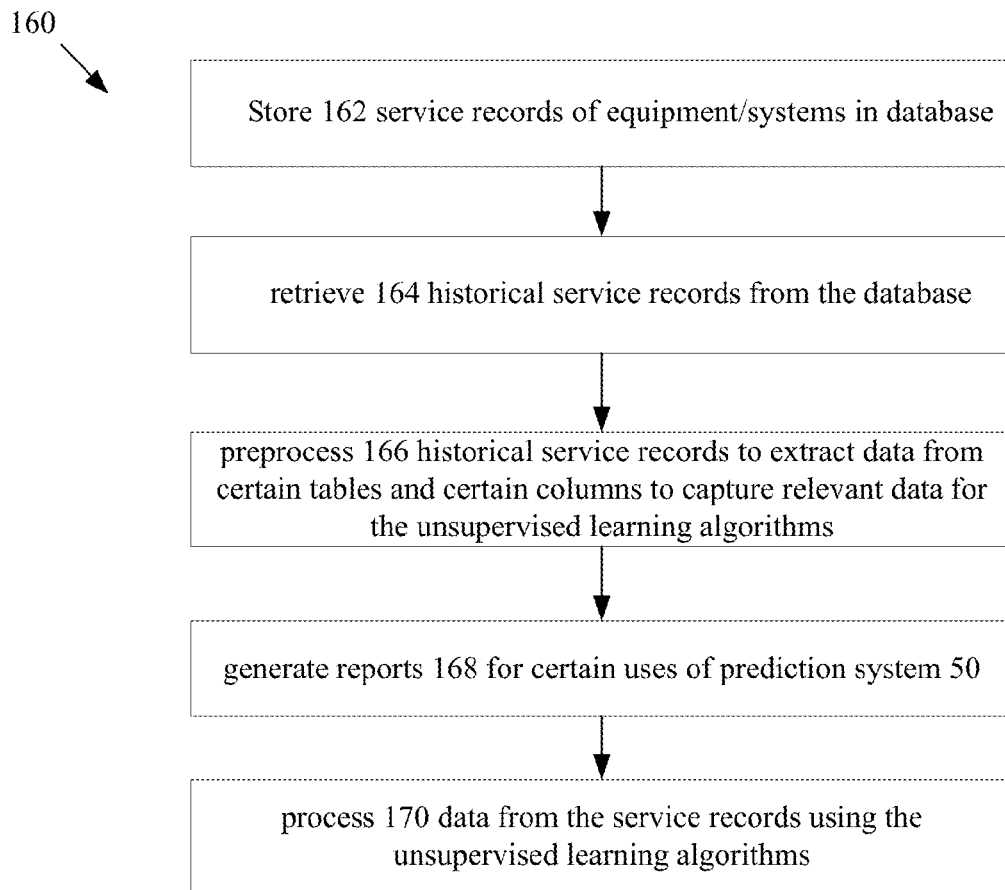 160
Store 162 service records of equipment/systems in database
retrieve 164 historical service records from the database
preprocess 166 historical service records to extract data from
certain tables and certain columns to capture relevant data for
the unsupervised learning algorithms
generate reports 168 for certain uses of prediction system 50
process 170 data from the service records using the
unsupervised learning algorithms